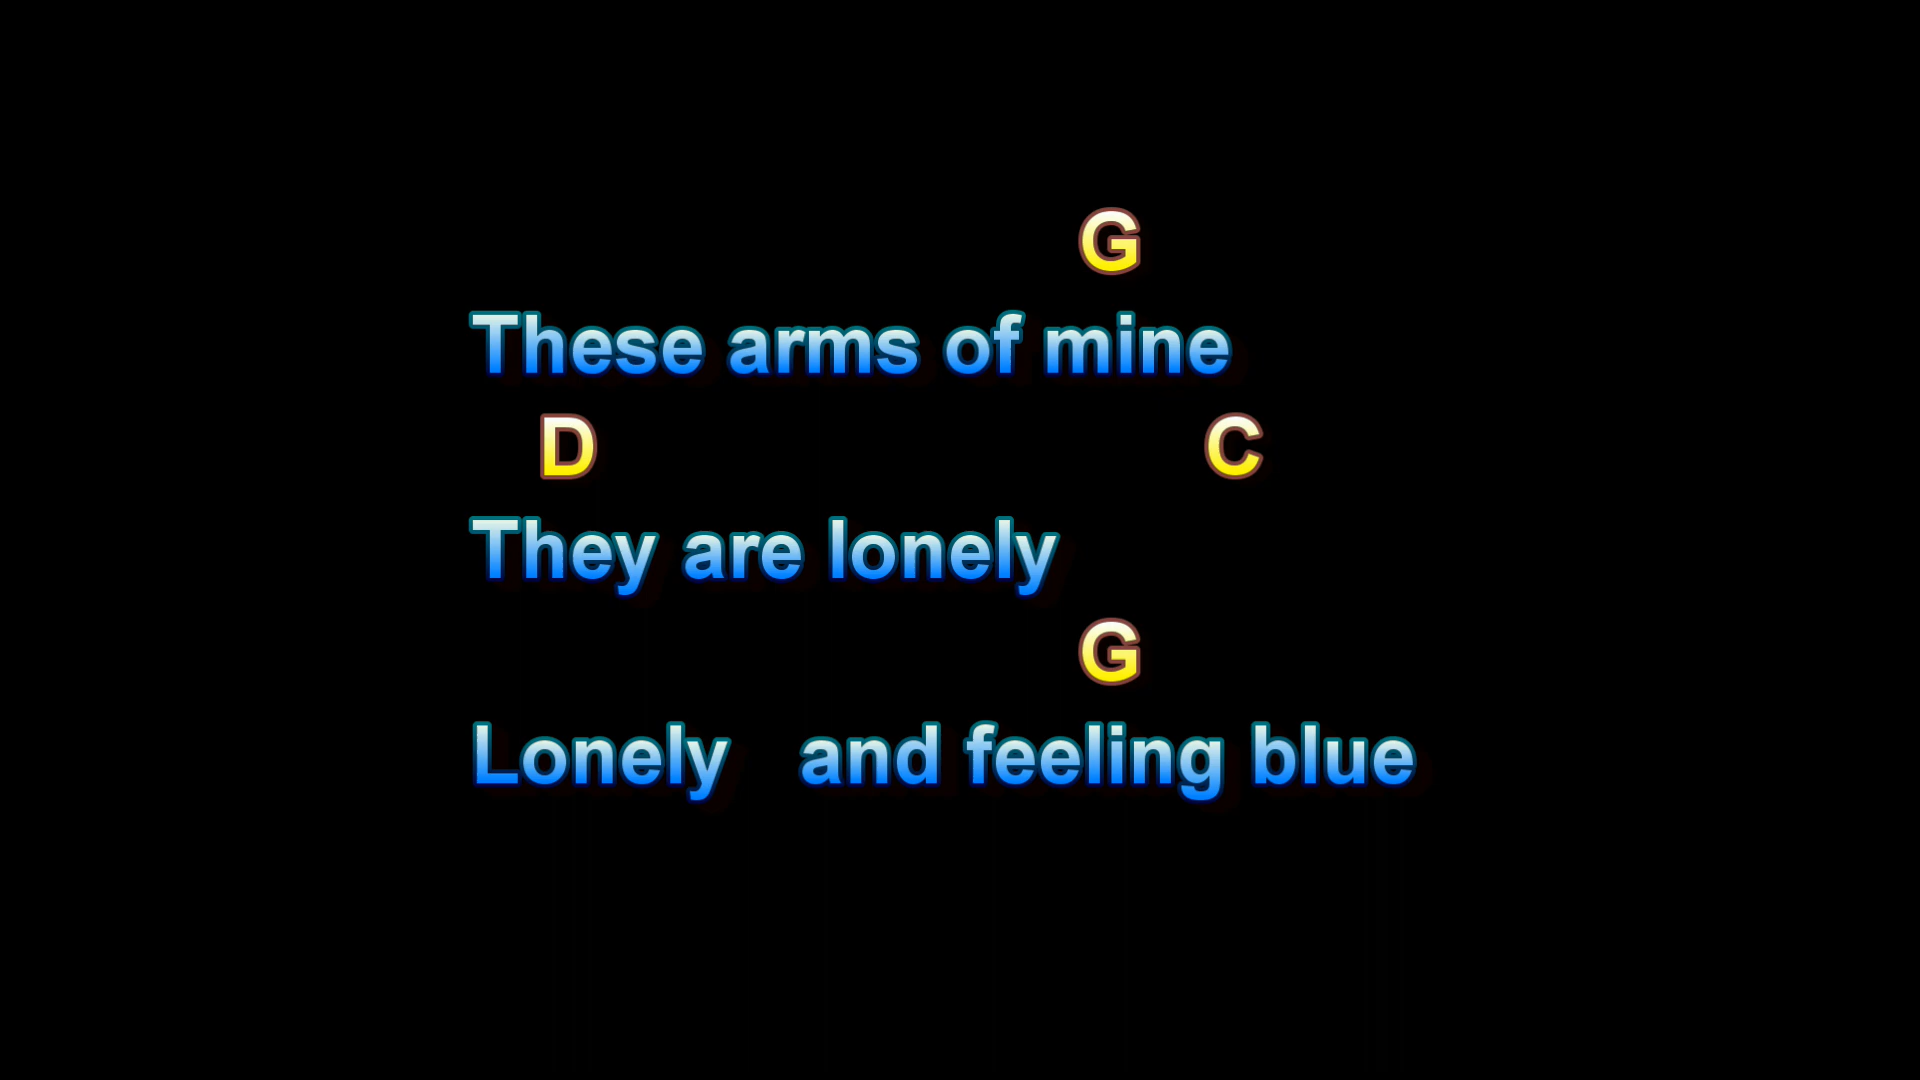 G
These arms of mine
D C
They are lonely
G
Lonely and feeling blue